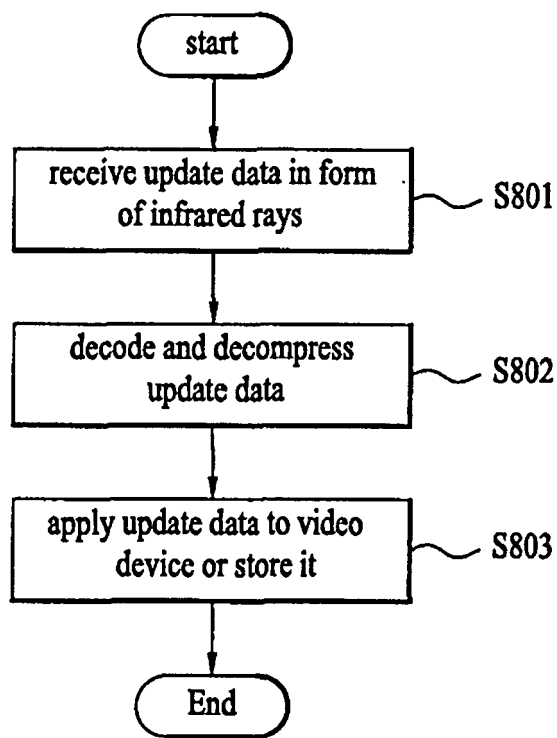 start
receive update data in form
of infrared rays
S801
decode and decompress
update data
S802
apply update data to video
device or store it
S803
End